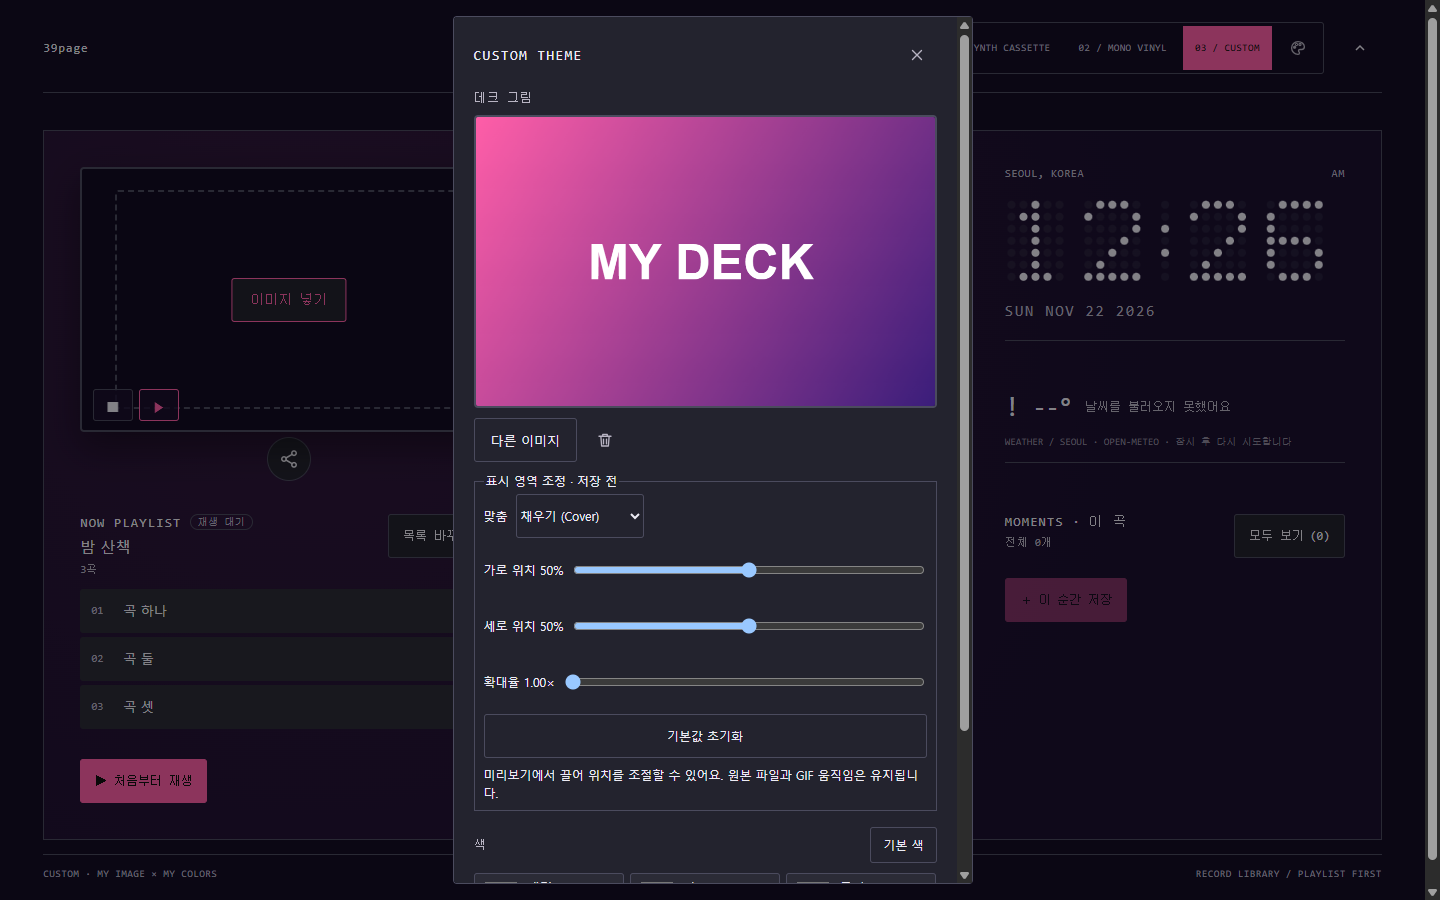 39page
YNTH CASSETTE
02 / MONO VINYL
03 / CUSTOM
CUSTOM THEME
데크 그림
MY DECK
다른 이미지
표시 영역 조정 · 저장 전
맞춤 채우기 (Cover)
가로 위치 50%
세로 위치 50%
확대율 1.00×
기본값 초기화
미리보기에서 끌어 위치를 조절할 수 있어요. 원본 파일과 GIF 움직임은 유지됩니
다.
색
기본 색
이미지 넣기
NOW PLAYLIST 재생 대기
밤 산책
3곡
목록 바
01 곡 하나
02 곡 둘
03 곡 셋
▶ 처음부터 재생
SEOUL, KOREA
AM
12:26
SUN NOV 22 2026
! --° 날씨를 불러오지 못했어요
WEATHER / SEOUL · OPEN-METEO · 잠시 후 다시 시도합니다
MOMENTS · 이 곡
전체 0개
모두 보기 (0)
+ 이 순간 저장
CUSTOM · MY IMAGE × MY COLORS
RECORD LIBRARY / PLAYLIST FIRST